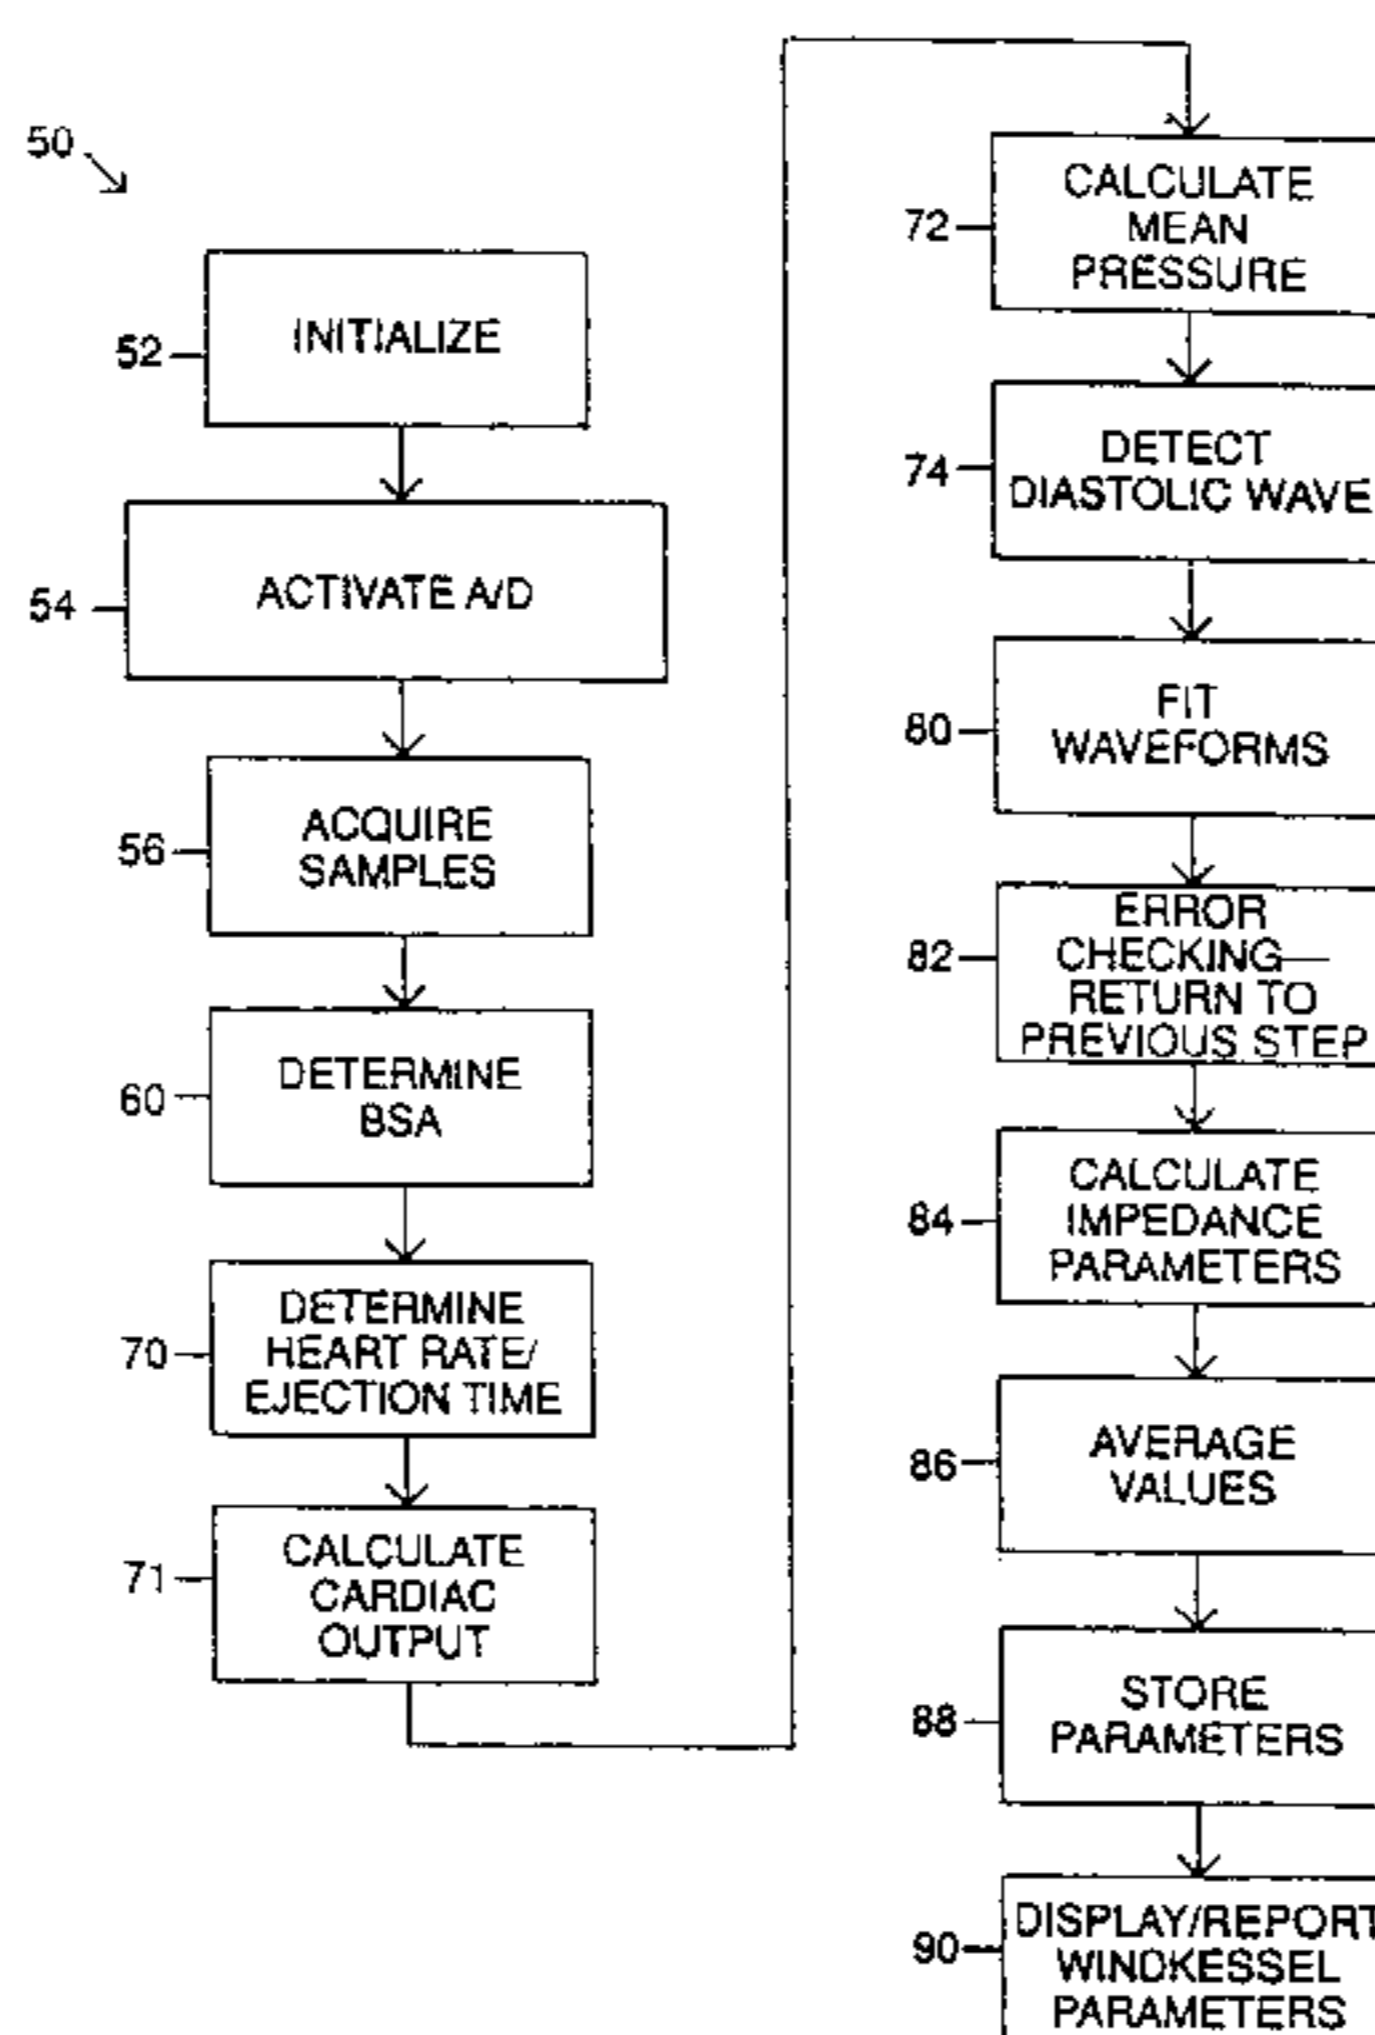 50
52
INITIALIZE
54
ACTIVATE A/D
56
ACQUIRE
SAMPLES
60
DETERMINE
BSA
70
DETERMINE
HEART RATE/
EJECTION TIME
71
CALCULATE
CARDIAC
OUTPUT
72
CALCULATE
MEAN
PRESSURE
74
DETECT
DIASTOLIC WAVE
80
FIT
WAVEFORMS
82
ERROR
CHECKING—
RETURN TO
PREVIOUS STEP
84
CALCULATE
IMPEDANCE
PARAMETERS
86
AVERAGE
VALUES
88
STORE
PARAMETERS
90
DISPLAY/REPORT
WINDKESSEL
PARAMETERS